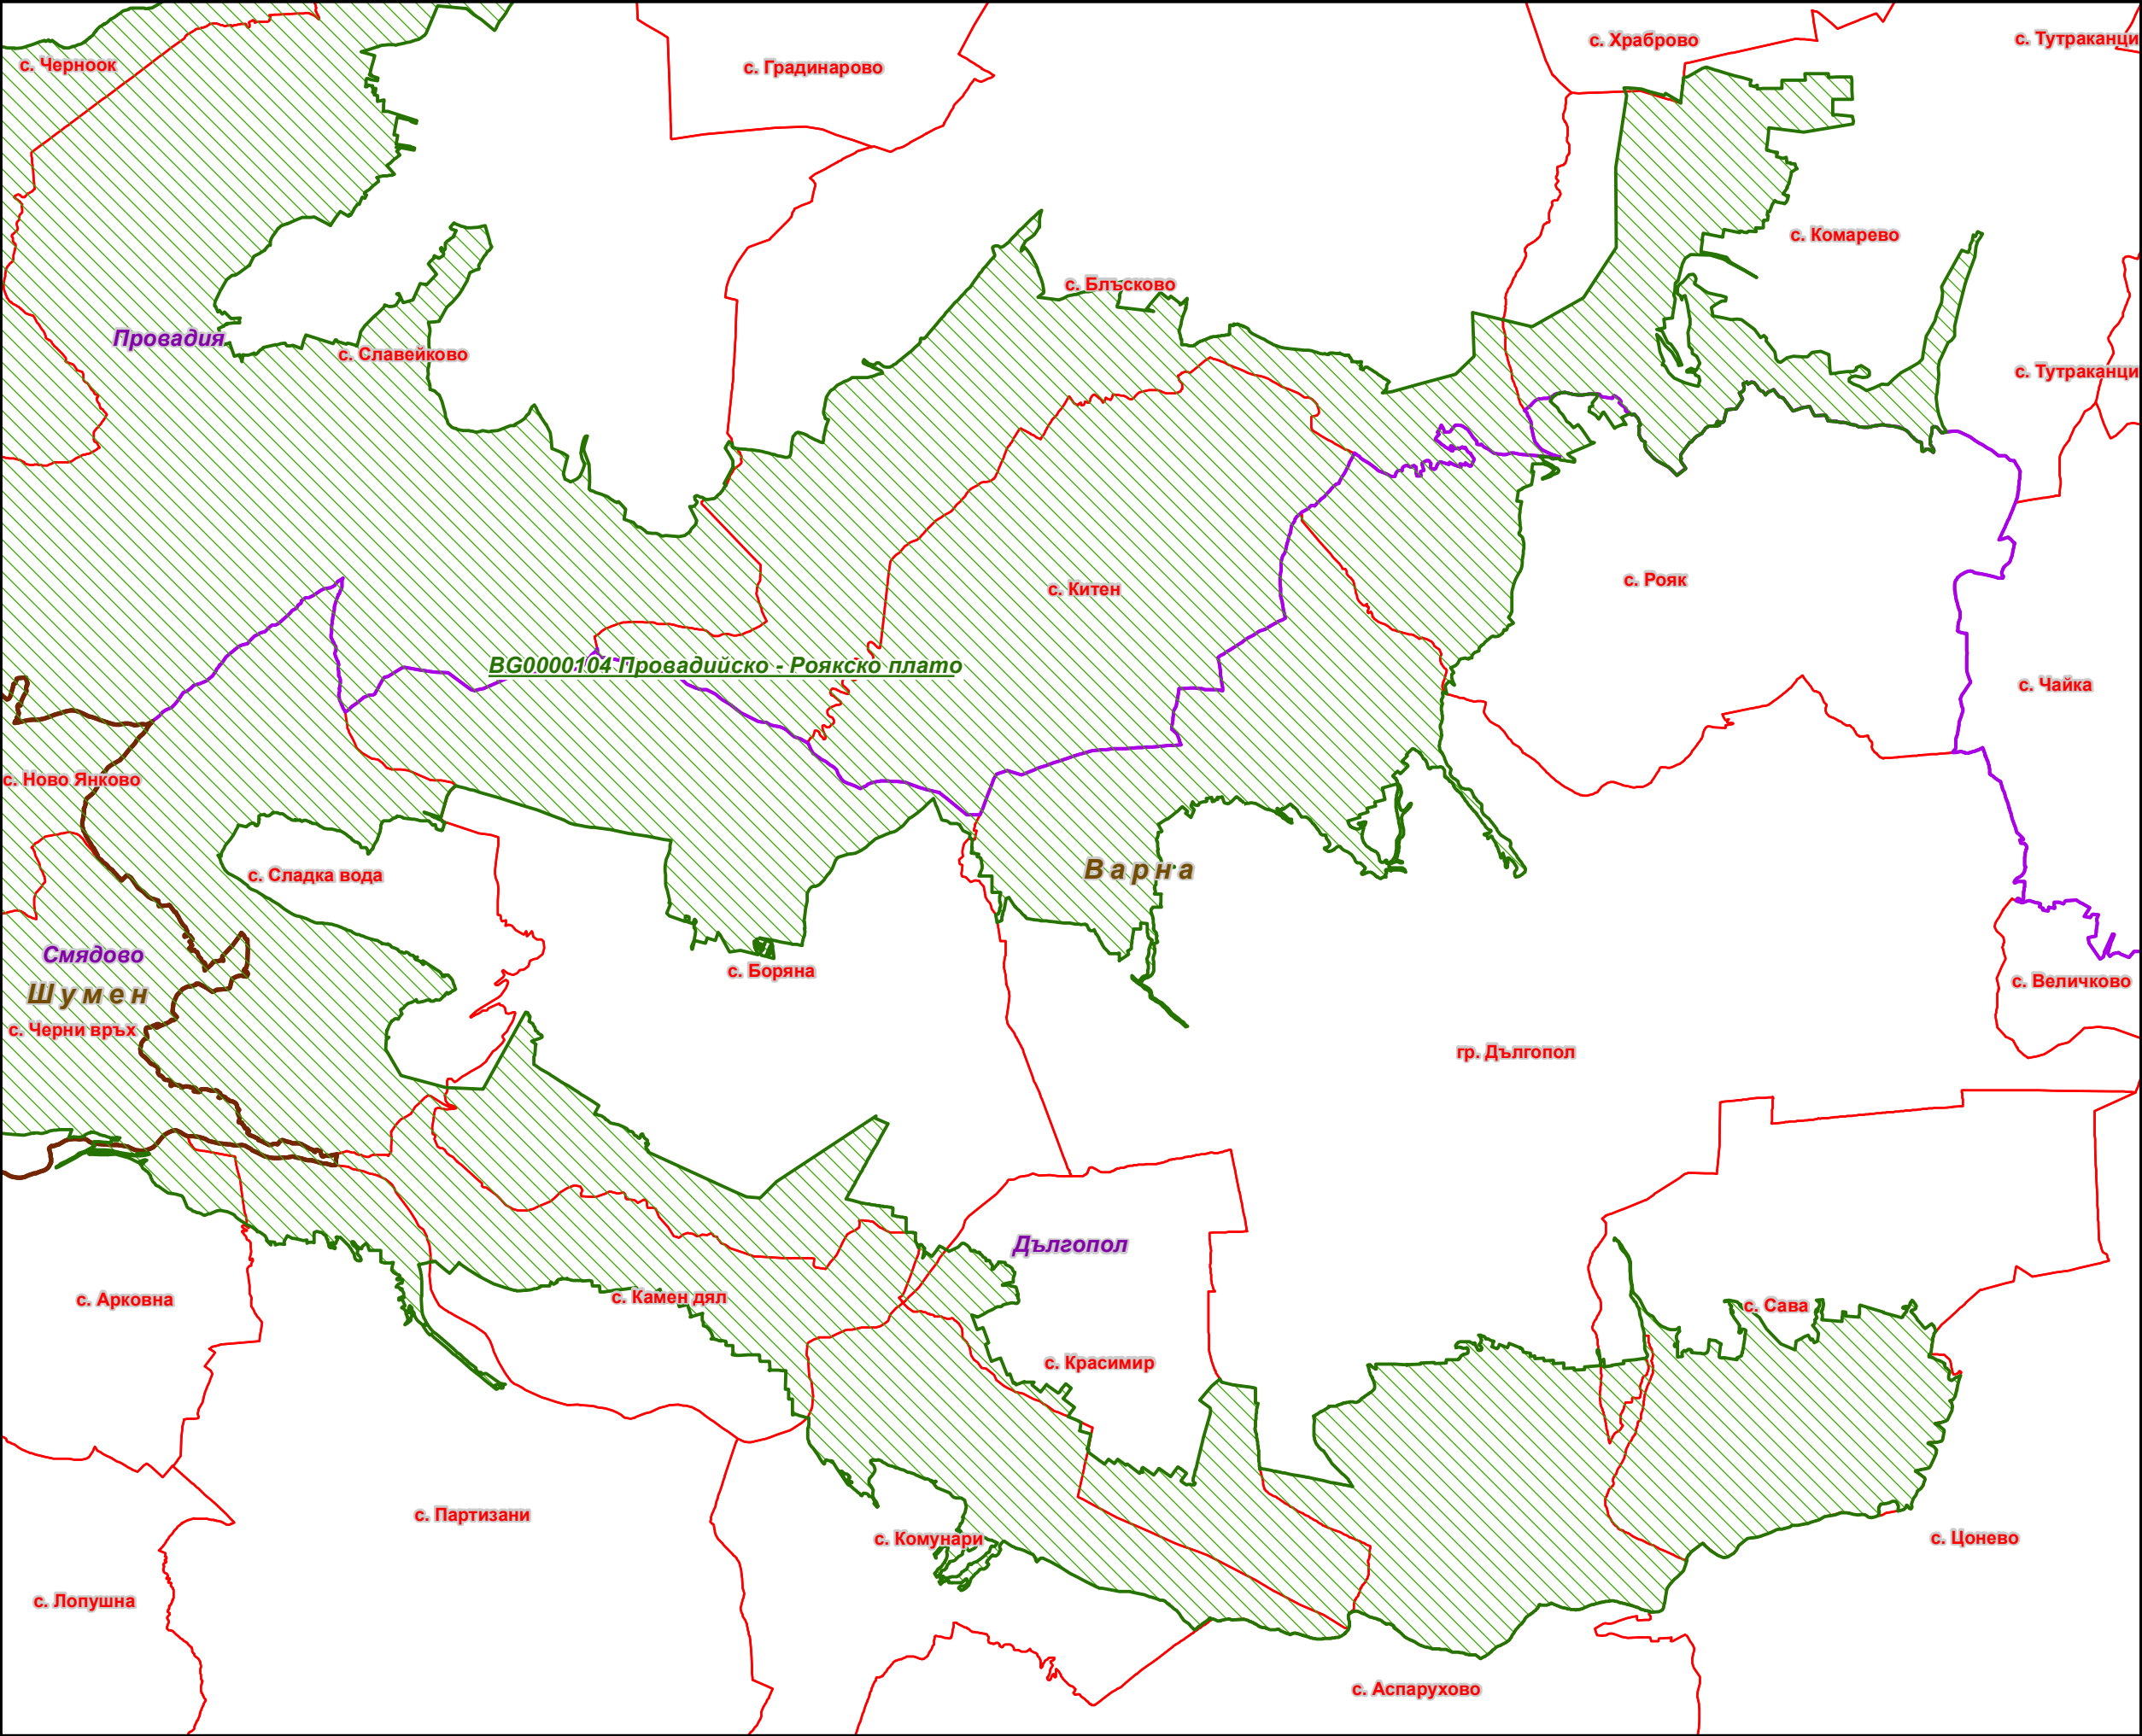 с. Храброво
с. Тутраканци
с. Черноок
с. Градинарово
с. Комарево
с. Блъсково
Провадия
с. Славейково
с. Тутраканци
с. Рояк
с. Китен
BG0000104 Провадийско - Роякско плато
с. Чайка
с. Ново Янково
Варна
с. Сладка вода
Смядово
с. Боряна
с. Величково
Шумен
с. Черни връх
гр. Дългопол
Дългопол
с. Камен дял
с. Арковна
с. Сава
с. Красимир
с. Партизани
с. Комунари
с. Цонево
с. Лопушна
с. Аспарухово